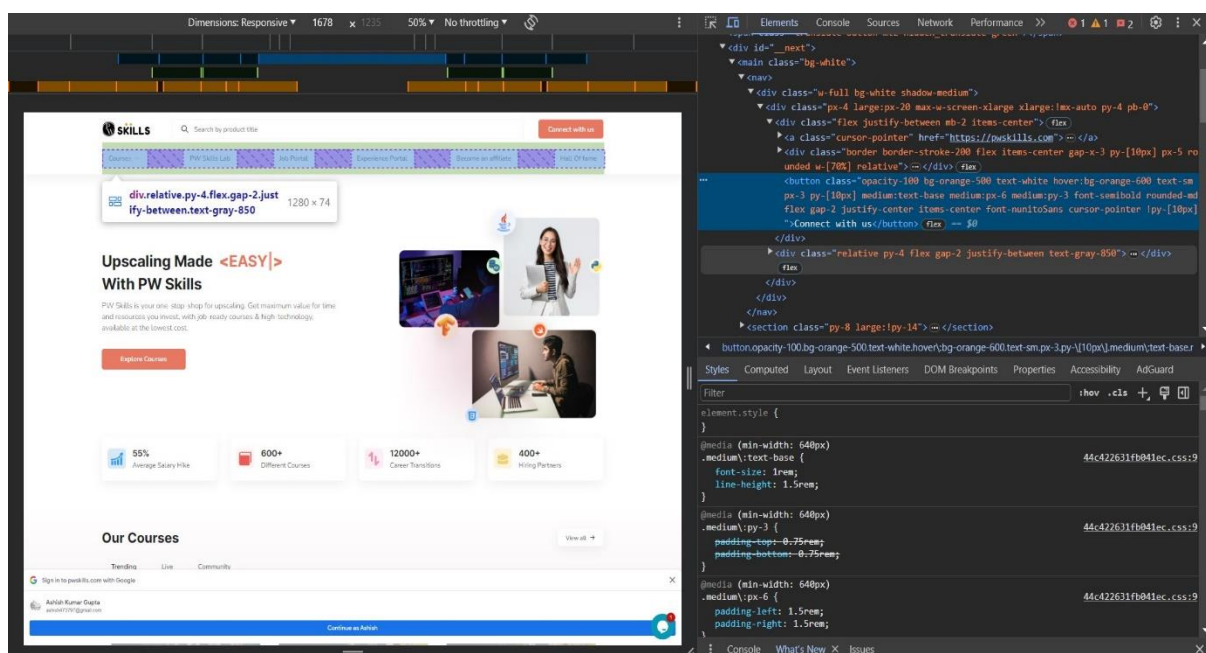 Dimensions: Responsive ▼ 1678 x 1235 50% ▼ No throttling ▼
SKILLS
Search by product title
Connect with us
Courses
PW Skills Lab
Job Portal
Experience Portal
Become an affiliate
Hall Of fame
div.relative.py-4.flex.gap-2.just
ify-between.text-gray-850
1280 × 74
Upscaling Made <EASY|>
With PW Skills
PW Skills is your one-stop-shop for upscaling. Get maximum value for time
and resources you invest, with job-ready courses & high-technology,
available at the lowest cost.
Explore Courses
55%
Average Salary Hike
600+
Different Courses
12000+
Career Transitions
400+
Hiring Partners
Our Courses
View all →
Trending Live Community
Sign in to pwskills.com with Google
Ashish Kumar Gupta
Continue as Ashish
Elements Console Sources Network Performance >> 1 1 2
<div id="__next">
<main class="bg-white">
<nav>
<div class="w-full bg-white shadow-medium">
<div class="px-4 large:px-20 max-w-screen-xlarge xlarge:!mx-auto py-4 pb-0">
<div class="flex justify-between mb-2 items-center"> flex
<a class="cursor-pointer" href="https://pwskills.com"> … </a>
<div class="border border-stroke-200 flex items-center gap-x-3 py-[10px] px-5 ro
unded w-[70%] relative"> … </div> flex
<button class="opacity-100 bg-orange-500 text-white hover:bg-orange-600 text-sm
px-3 py-[10px] medium:text-base medium:px-6 medium:py-3 font-semibold rounded-md
flex gap-2 justify-center items-center font-nunitoSans cursor-pointer !py-[10px]
">Connect with us</button> flex == $0
</div>
<div class="relative py-4 flex gap-2 justify-between text-gray-850"> … </div>
flex
</div>
</div>
</nav>
<section class="py-8 large:!py-14"> … </section>
button.opacity-100.bg-orange-500.text-white.hover\:bg-orange-600.text-sm.px-3.py-\[10px\].medium\:text-base.r
Styles Computed Layout Event Listeners DOM Breakpoints Properties Accessibility AdGuard
Filter :hov .cls +
element.style {
}
@media (min-width: 640px)
.medium\:text-base { 44c422631fb041ec.css:9
font-size: 1rem;
line-height: 1.5rem;
}
@media (min-width: 640px)
.medium\:py-3 { 44c422631fb041ec.css:9
padding-top: 0.75rem;
padding-bottom: 0.75rem;
}
@media (min-width: 640px)
.medium\:px-6 { 44c422631fb041ec.css:9
padding-left: 1.5rem;
padding-right: 1.5rem;
}
Console What's New × Issues